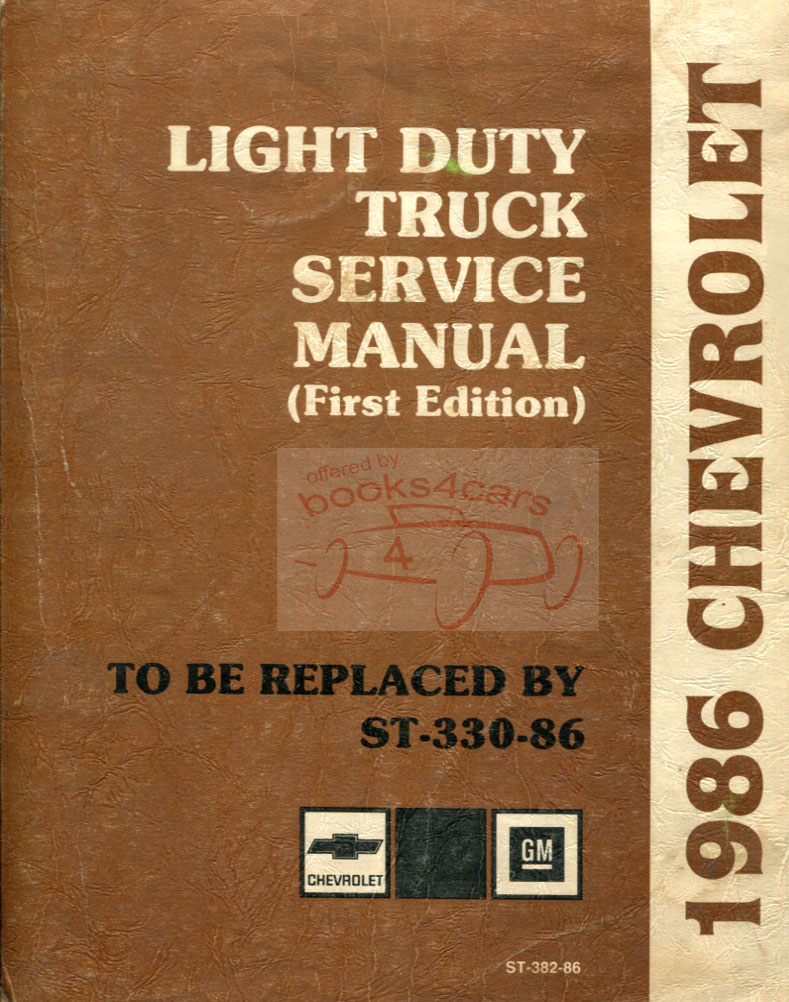 LIGHT DUTY
TRUCK
SERVICE
MANUAL
(First Edition)
offered by
books4cars
4
TO BE REPLACED BY
ST-330-86
CHEVROLET
GM
ST-382-86
1986 CHEVROLET